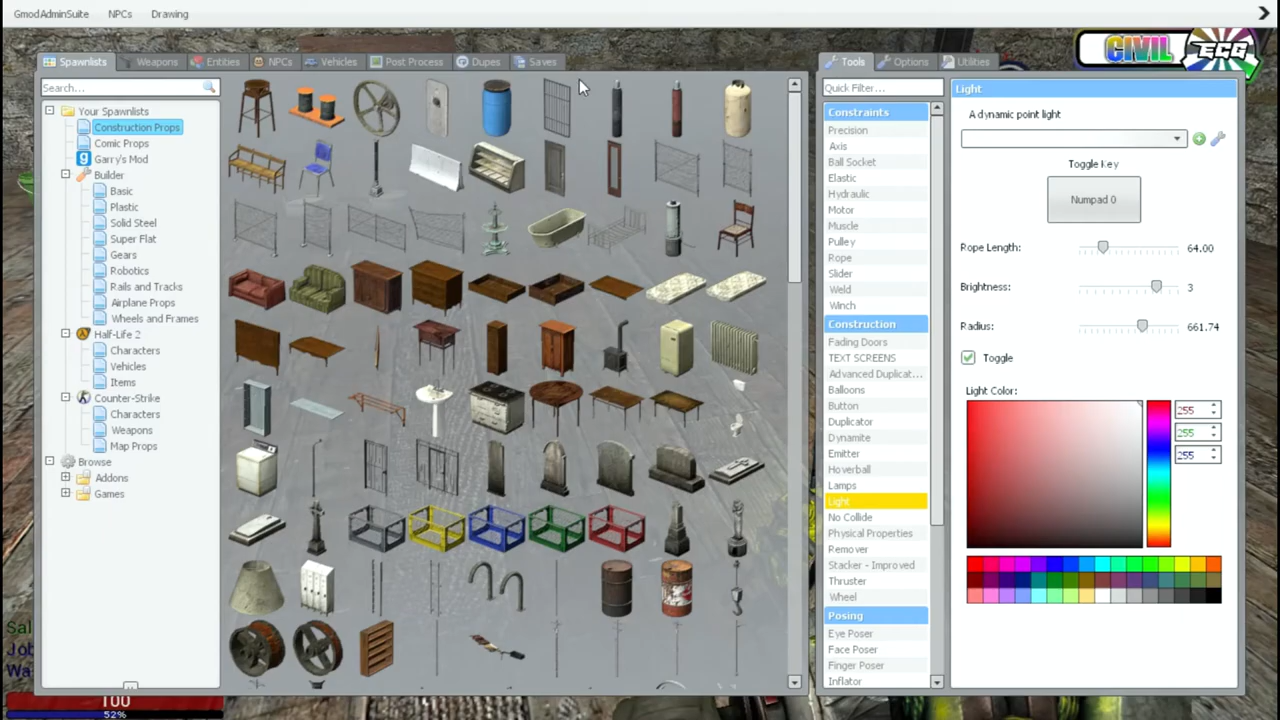 GmodAdminSuite NPCs Drawing
CIVIL ECG
Spawnlists Weapons Entities NPCs Vehicles Post Process Dupes Saves
Tools Options Utilities
Search...
Your Spawnlists
Construction Props
Comic Props
Garry's Mod
Builder
Basic
Plastic
Solid Steel
Super Flat
Gears
Robotics
Rails and Tracks
Airplane Props
Wheels and Frames
Half-Life 2
Characters
Vehicles
Items
Counter-Strike
Characters
Weapons
Map Props
Browse
Addons
Games
Quick Filter...
Constraints
Precision
Axis
Ball Socket
Elastic
Hydraulic
Motor
Muscle
Pulley
Rope
Slider
Weld
Winch
Construction
Fading Doors
TEXT SCREENS
Advanced Duplicat...
Balloons
Button
Duplicator
Dynamite
Emitter
Hoverball
Lamps
Light
No Collide
Physical Properties
Remover
Stacker - Improved
Thruster
Wheel
Posing
Eye Poser
Face Poser
Finger Poser
Inflator
Light
A dynamic point light
Toggle Key
Numpad 0
Rope Length: 64.00
Brightness: 3
Radius: 661.74
Toggle
Light Color:
255
255
255
Sal
Job
Wa
100
52%